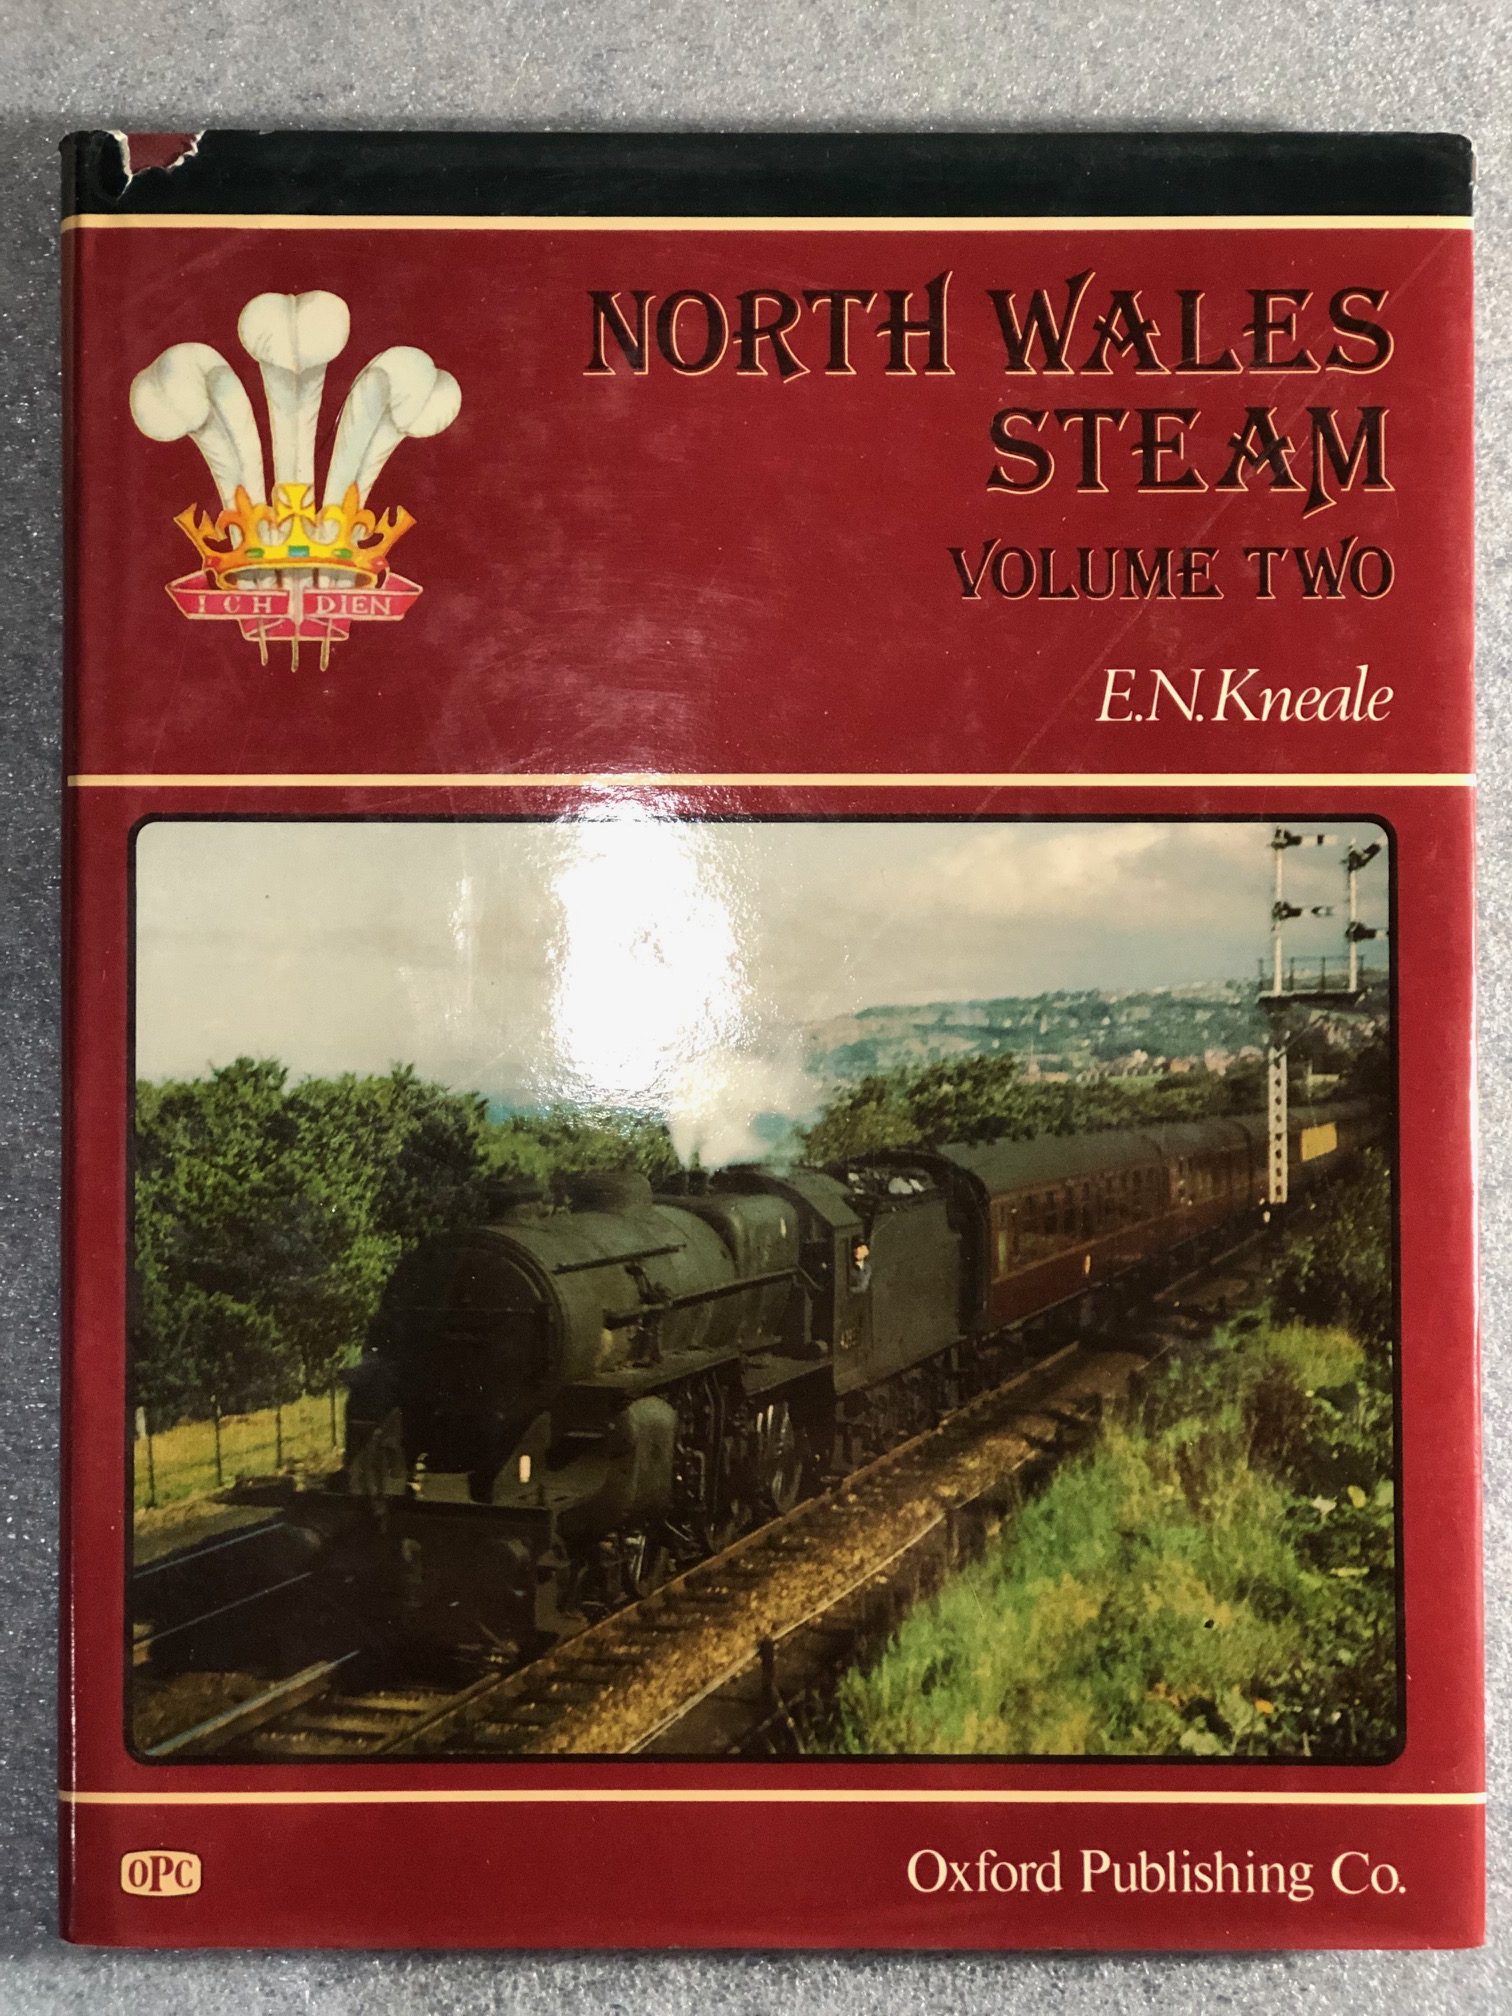 NORTH WALES
STEAM
VOLUME TWO
ICH DIEN
E.N.Kneale
OPC
Oxford Publishing Co.